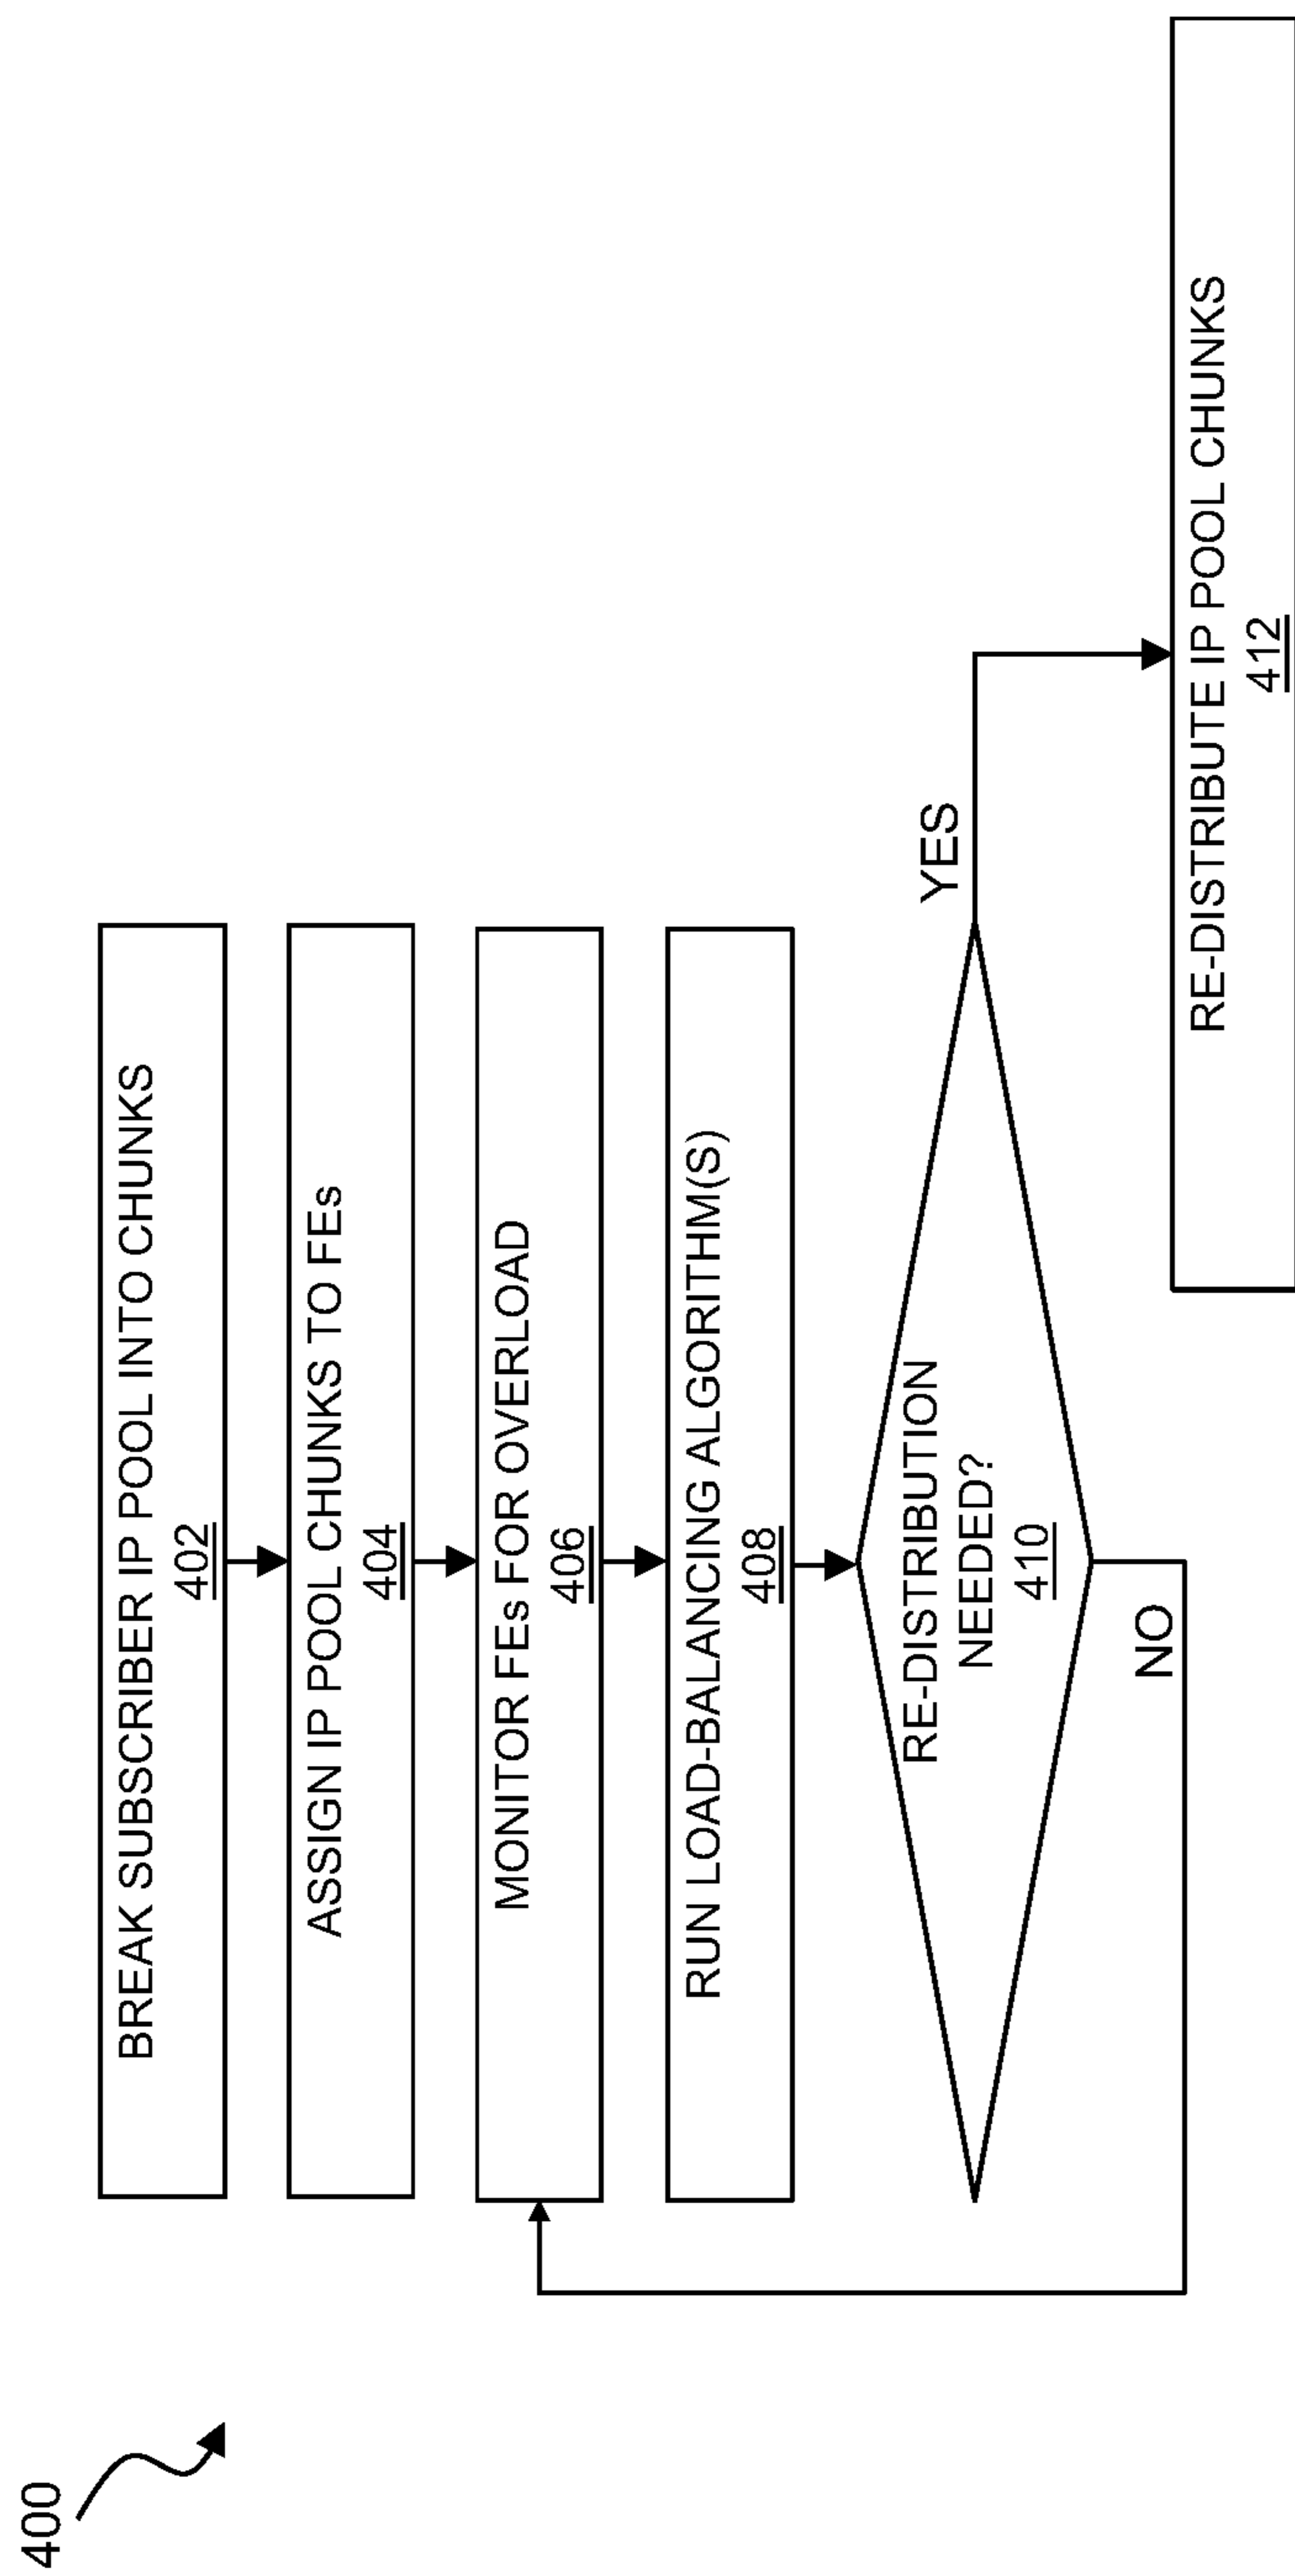 400
BREAK SUBSCRIBER IP POOL INTO CHUNKS
402
ASSIGN IP POOL CHUNKS TO FEs
404
MONITOR FEs FOR OVERLOAD
406
RUN LOAD-BALANCING ALGORITHM(S)
408
RE-DISTRIBUTION
NEEDED?
410
YES
NO
RE-DISTRIBUTE IP POOL CHUNKS
412